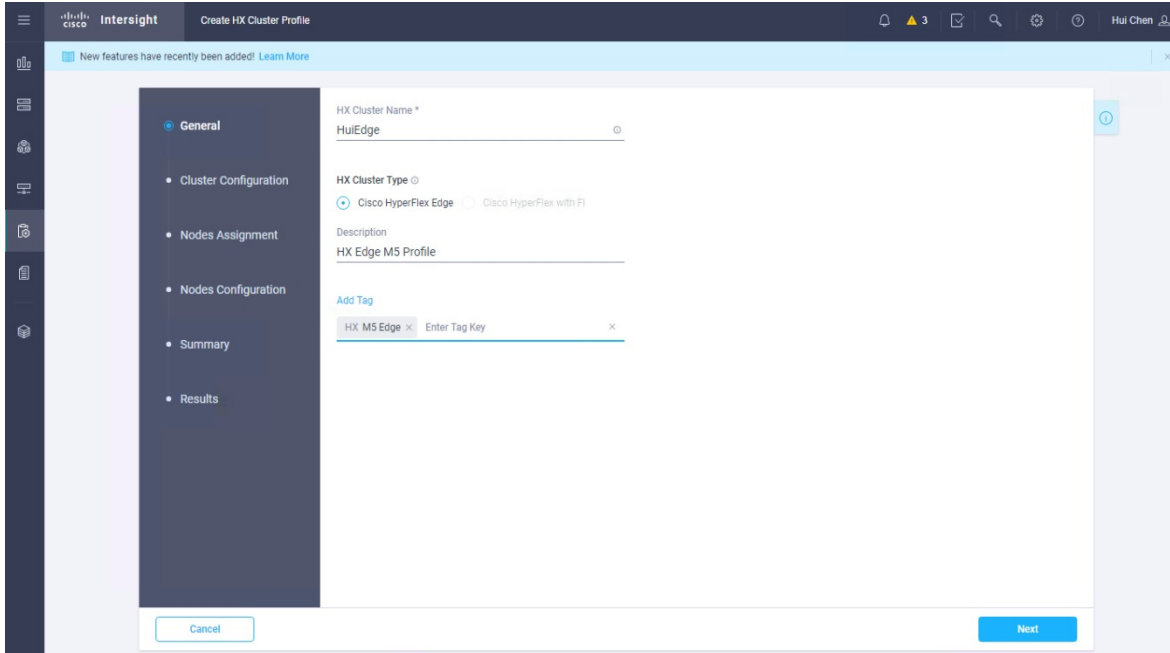 cisco Intersight Create HX Cluster Profile 3 Hui Chen
New features have recently been added! Learn More
General
Cluster Configuration
Nodes Assignment
Nodes Configuration
Summary
Results
HX Cluster Name *
HuiEdge
HX Cluster Type
Cisco HyperFlex Edge Cisco HyperFlex with FI
Description
HX Edge M5 Profile
Add Tag
HX M5 Edge × Enter Tag Key ×
Cancel Next